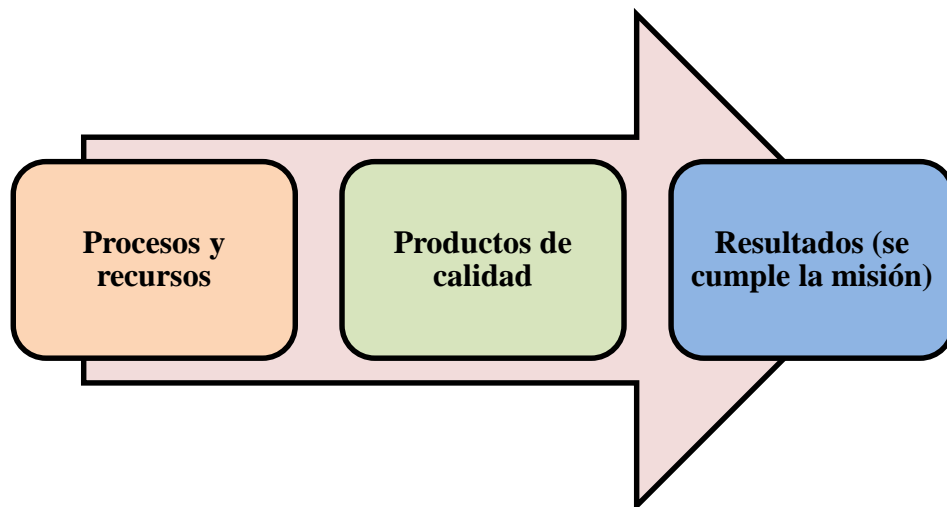 Procesos y
recursos
Productos de
calidad
Resultados (se
cumple la misión)